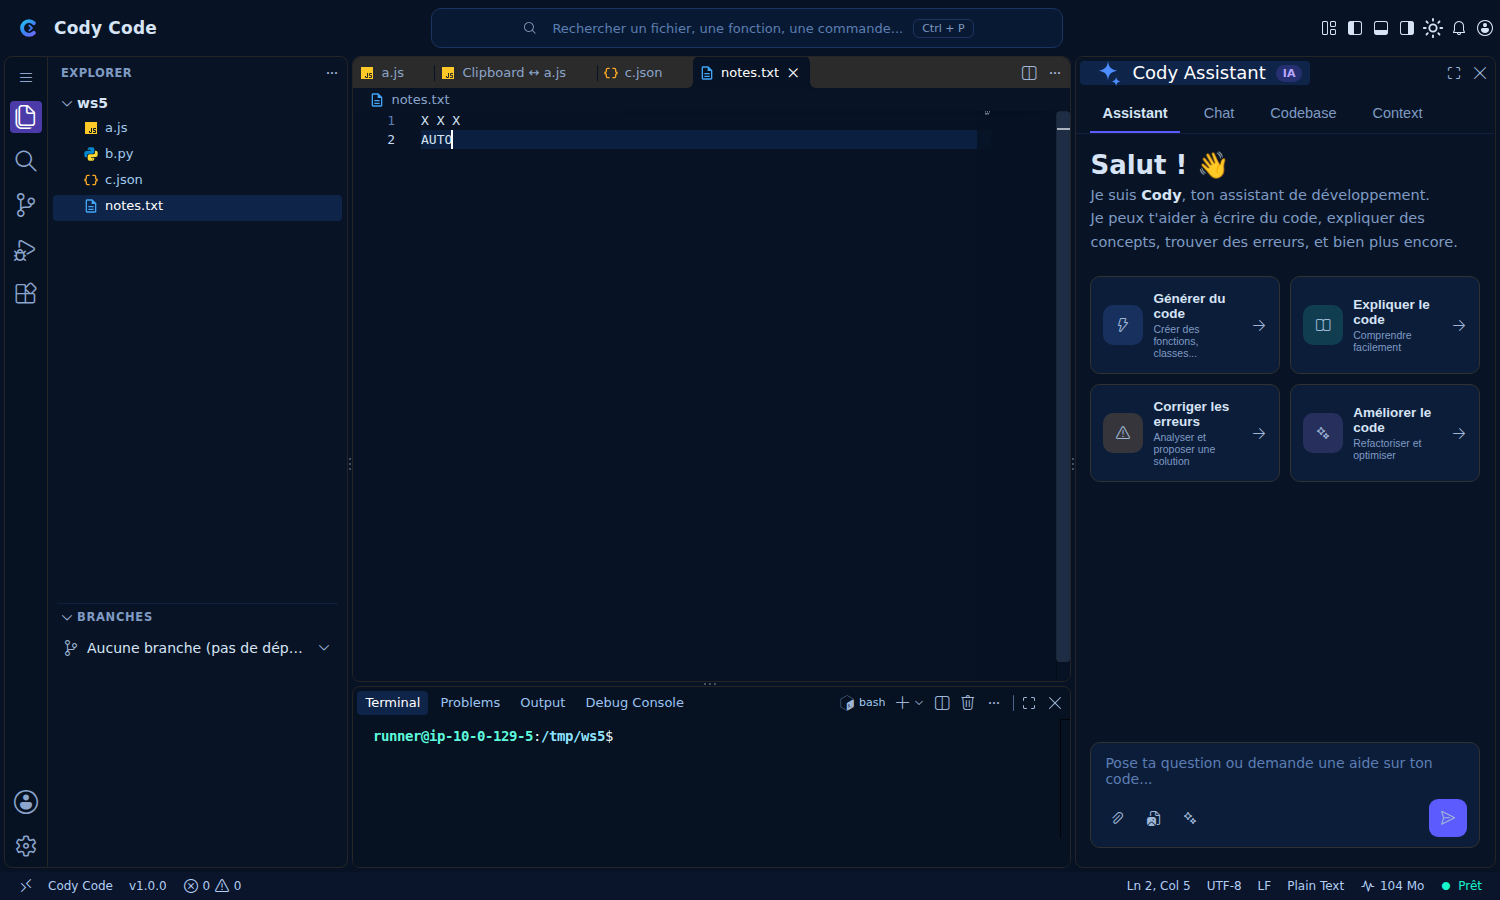 Cody Code
Rechercher un fichier, une fonction, une commande... Ctrl + P
EXPLORER
ws5
a.js
b.py
c.json
notes.txt
BRANCHES
Aucune branche (pas de dép...
a.js
Clipboard ↔ a.js
c.json
notes.txt
notes.txt
1 X X X
2 AUTO
Terminal Problems Output Debug Console
bash
runner@ip-10-0-129-5:/tmp/ws5$
Cody Assistant IA
Assistant Chat Codebase Context
Salut ! 👋
Je suis Cody, ton assistant de développement.
Je peux t'aider à écrire du code, expliquer des
concepts, trouver des erreurs, et bien plus encore.
Générer du
code
Créer des
fonctions,
classes...
Expliquer le
code
Comprendre
facilement
Corriger les
erreurs
Analyser et
proposer une
solution
Améliorer le
code
Refactoriser et
optimiser
Pose ta question ou demande une aide sur ton
code...
Cody Code v1.0.0 0 0
Ln 2, Col 5 UTF-8 LF Plain Text 104 Mo Prêt